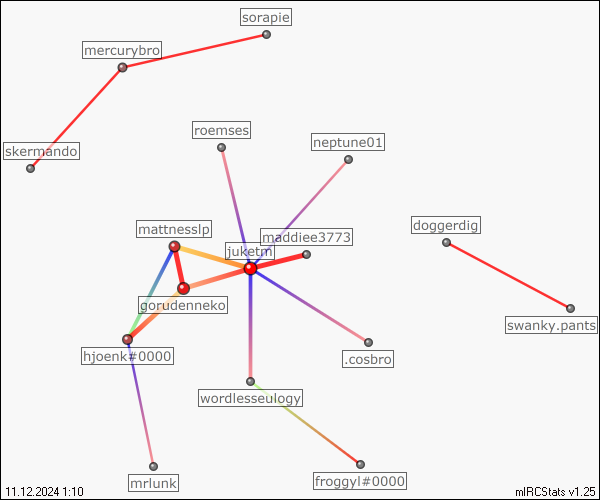 sorapie
mercurybro
skermando
roemses
neptune01
mattnesslp
maddiee3773
juketm
doggerdig
gorudenneko
swanky.pants
hjoenk#0000
.cosbro
wordlesseulogy
mrlunk
froggyl#0000
11.12.2024 1:10
mIRCStats v1.25